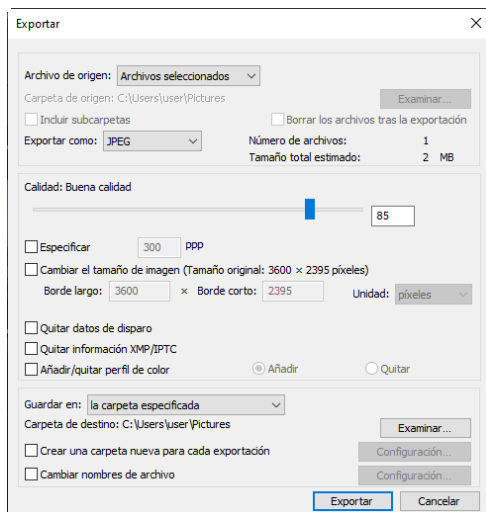 Exportar
Archivo de origen: Archivos seleccionados
Carpeta de origen: C:\Users\user\Pictures Examinar...
Incluir subcarpetas Borrar los archivos tras la exportación
Exportar como: JPEG Número de archivos: 1
Tamaño total estimado: 2 MB
Calidad: Buena calidad
85
Especificar 300 PPP
Cambiar el tamaño de imagen (Tamaño original: 3600 × 2395 píxeles)
Borde largo: 3600 × Borde corto: 2395 Unidad: píxeles
Quitar datos de disparo
Quitar información XMP/IPTC
Añadir/quitar perfil de color Añadir Quitar
Guardar en: la carpeta especificada
Carpeta de destino: C:\Users\user\Pictures Examinar...
Crear una carpeta nueva para cada exportación Configuración...
Cambiar nombres de archivo Configuración...
Exportar Cancelar